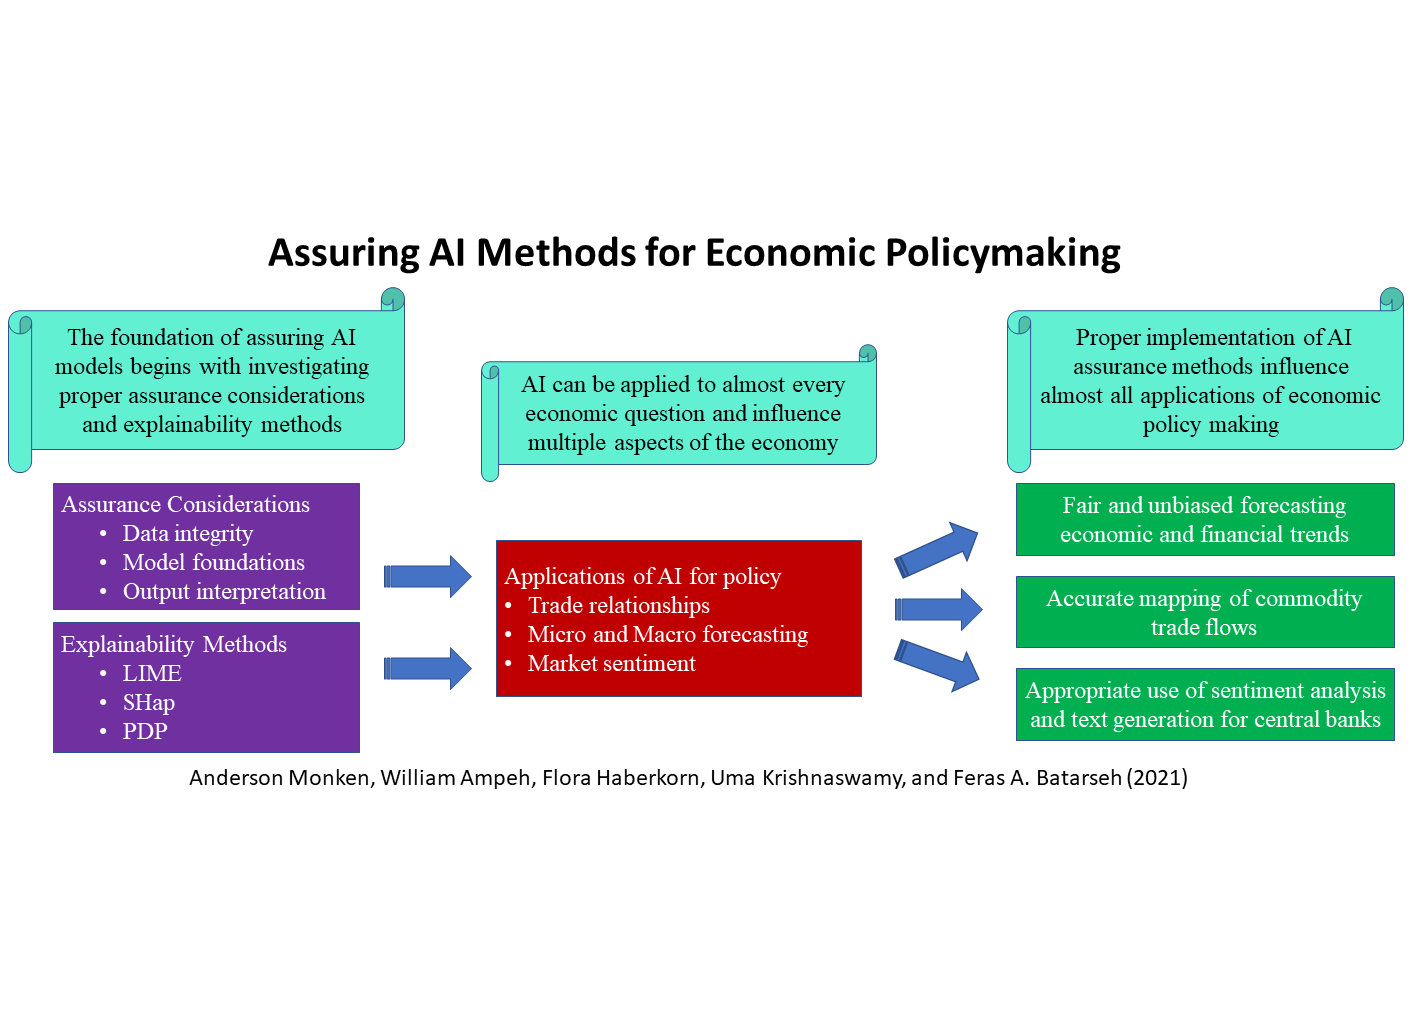 Assuring AI Methods for Economic Policymaking
The foundation of assuring AI
models begins with investigating
proper assurance considerations
and explainability methods
AI can be applied to almost every
economic question and influence
multiple aspects of the economy
Proper implementation of AI
assurance methods influence
almost all applications of economic
policy making
Assurance Considerations
• Data integrity
• Model foundations
• Output interpretation
Explainability Methods
• LIME
• SHap
• PDP
Applications of AI for policy
• Trade relationships
• Micro and Macro forecasting
• Market sentiment
Fair and unbiased forecasting
economic and financial trends
Accurate mapping of commodity
trade flows
Appropriate use of sentiment analysis
and text generation for central banks
Anderson Monken, William Ampeh, Flora Haberkorn, Uma Krishnaswamy, and Feras A. Batarseh (2021)